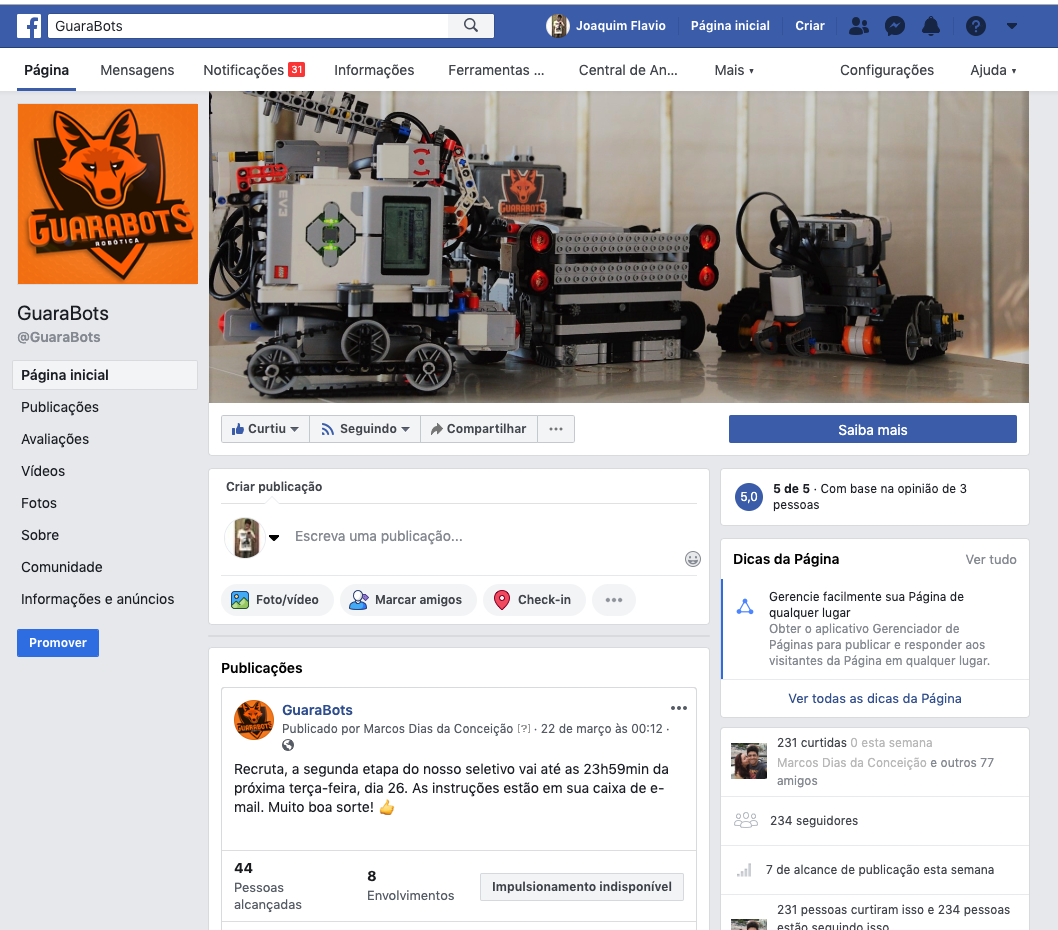 GuaraBots
Joaquim Flavio
Página inicial
Criar
Página
Mensagens
Notificações 31
Informações
Ferramentas ...
Central de An...
Mais
Configurações
Ajuda
GUARABOTS
ROBÓTICA
GuaraBots
@GuaraBots
Página inicial
Publicações
Avaliações
Vídeos
Fotos
Sobre
Comunidade
Informações e anúncios
Promover
EV3
GUARABOTS
Curtiu
Seguindo
Compartilhar
Saiba mais
Criar publicação
Escreva uma publicação...
Foto/vídeo
Marcar amigos
Check-in
Publicações
GUARABOTS
GuaraBots
Publicado por Marcos Dias da Conceição [?] · 22 de março às 00:12 ·
Recruta, a segunda etapa do nosso seletivo vai até as 23h59min da
próxima terça-feira, dia 26. As instruções estão em sua caixa de e-
mail. Muito boa sorte! 👍
44
Pessoas
alcançadas
8
Envolvimentos
Impulsionamento indisponível
5,0
5 de 5 · Com base na opinião de 3
pessoas
Dicas da Página
Ver tudo
Gerencie facilmente sua Página de
qualquer lugar
Obter o aplicativo Gerenciador de
Páginas para publicar e responder aos
visitantes da Página em qualquer lugar.
Ver todas as dicas da Página
231 curtidas 0 esta semana
Marcos Dias da Conceição e outros 77
amigos
234 seguidores
7 de alcance de publicação esta semana
231 pessoas curtiram isso e 234 pessoas
estão seguindo isso